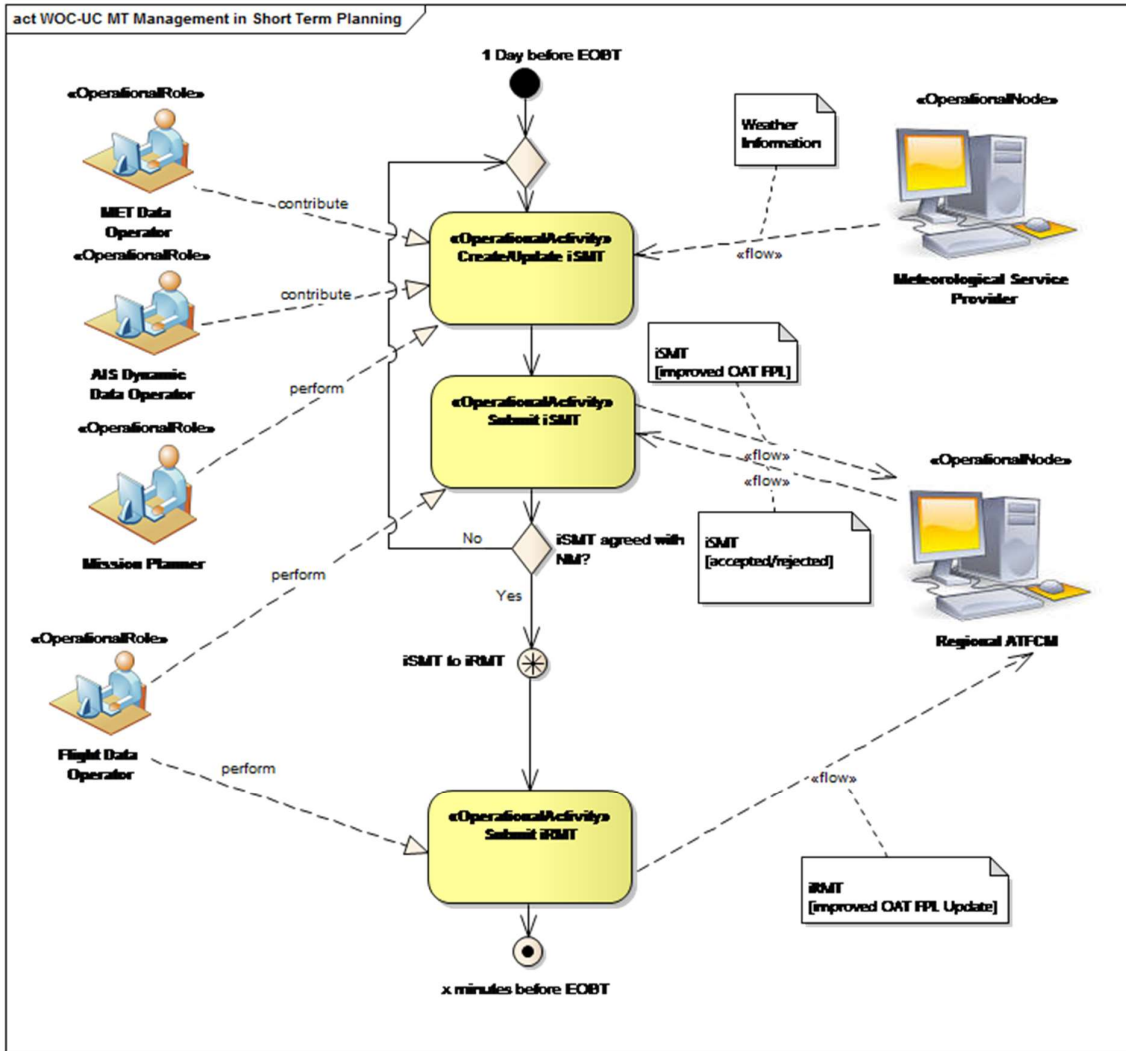 act WOC-UC MT Management in Short Term Planning
1 Day before EOBT
«OperationalRole»
MET Data
Operator
contribute
Weather
Information
«OperationalNode»
Meteorological Service
Provider
«OperationalActivity»
Create/Update iSMT
«flow»
«OperationalRole»
AIS Dynamic
Data Operator
contribute
iSMT
[improved OAT FPL]
perform
«OperationalActivity»
Submit iSMT
«OperationalRole»
Mission Planner
«flow»
«flow»
«OperationalNode»
Regional ATFCM
No
iSMT agreed with
NM?
iSMT
[accepted/rejected]
perform
Yes
«OperationalRole»
Flight Data
Operator
iSMT to iRMT
perform
«flow»
«OperationalActivity»
Submit iRMT
iRMT
[improved OAT FPL Update]
x minutes before EOBT